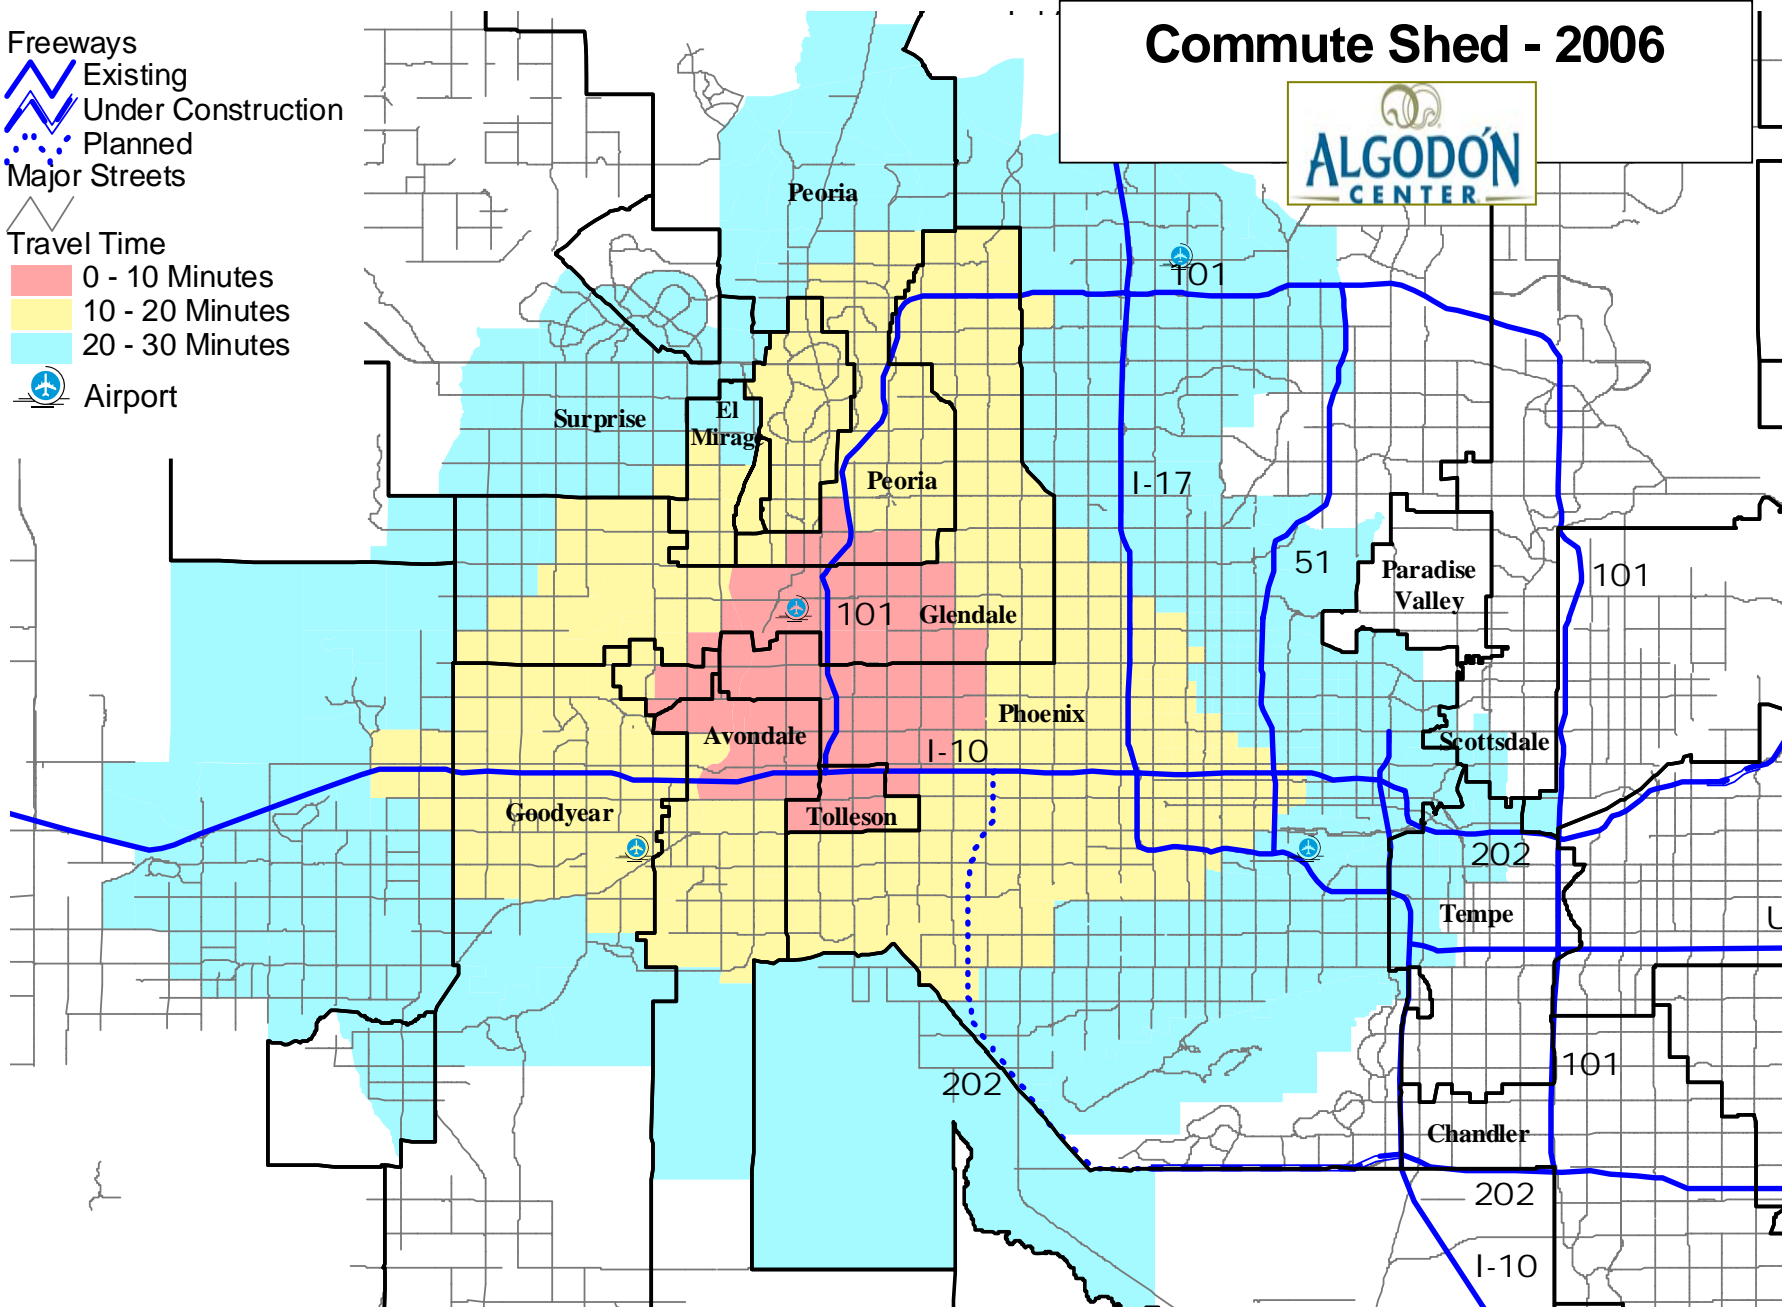 Commute Shed - 2006
ALGODÓN
CENTER
Freeways
Existing
Under Construction
Planned
Major Streets
Travel Time
0 - 10 Minutes
10 - 20 Minutes
20 - 30 Minutes
Airport
Peoria
101
Surprise
El
Mirage
Peoria
I-17
51
Paradise
Valley
101
101
Glendale
Phoenix
Avondale
I-10
Scottsdale
Goodyear
Tolleson
202
Tempe
U
202
101
Chandler
202
I-10